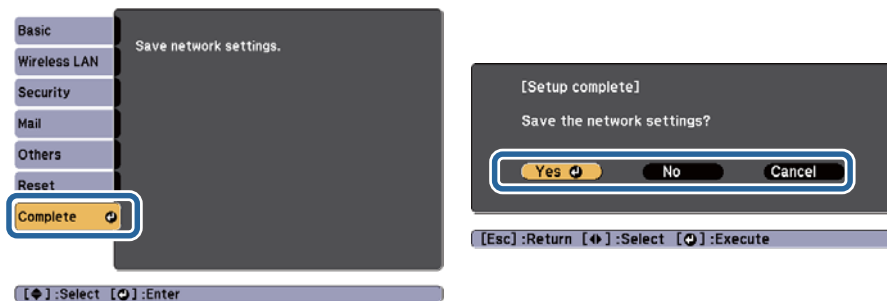 Basic
Wireless LAN
Security
Mail
Others
Reset
Complete
Save network settings.
[◆]:Select [⏎]:Enter
[Setup complete]
Save the network settings?
Yes ⏎ No Cancel
[Esc]:Return [◆]:Select [⏎]:Execute